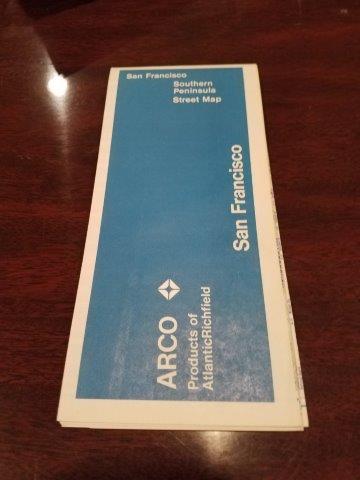 San Francisco
Southern
Peninsula
Street Map
San Francisco
ARCO
Products of
AtlanticRichfield